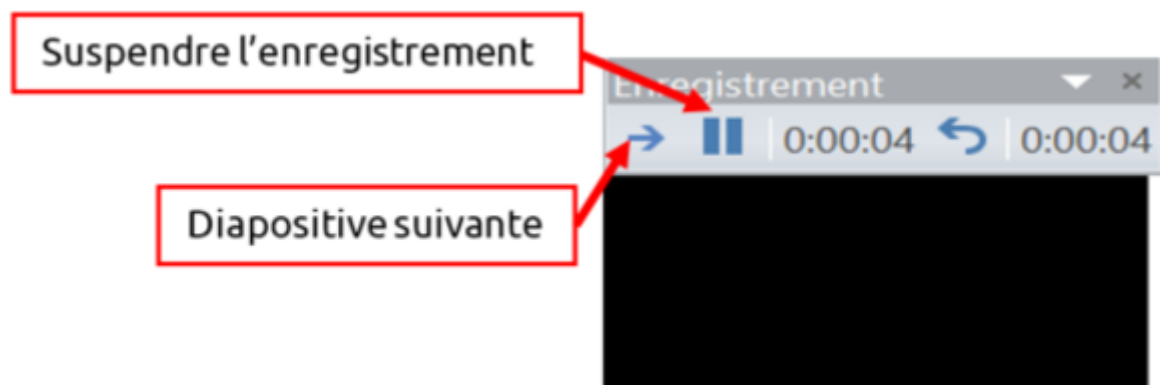 Suspendre l'enregistrement
Enregistrement
0:00:04 0:00:04
Diapositive suivante